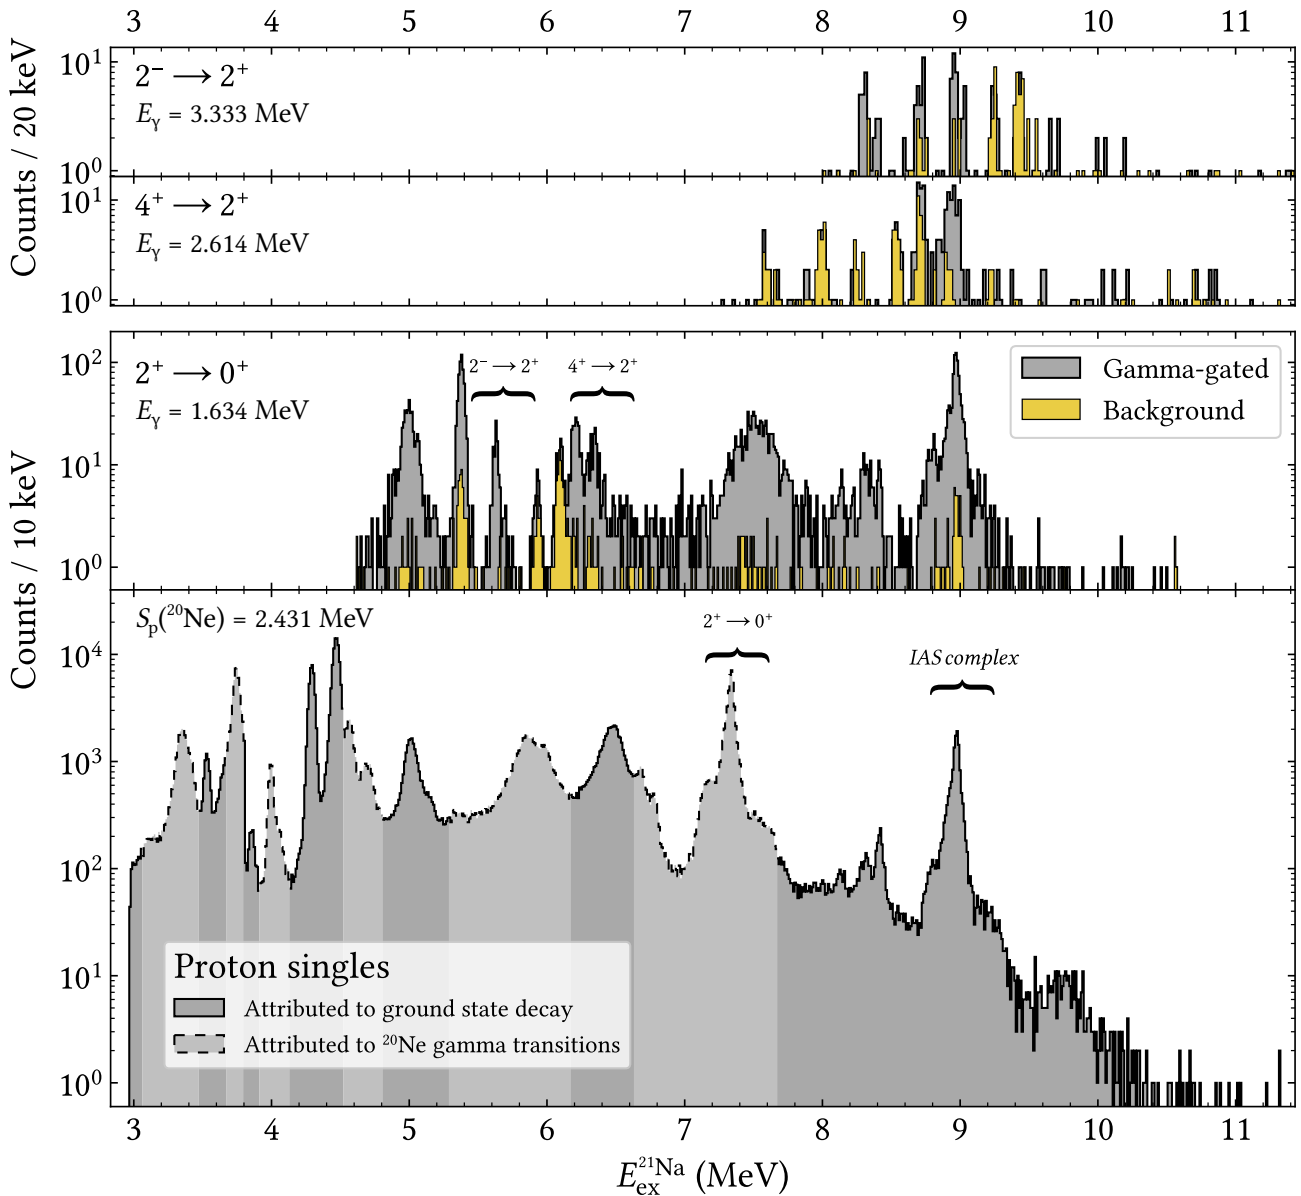 3 4 5 6 7 8 9 10 11
Counts / 20 keV
10¹
2⁻ → 2⁺
E_γ = 3.333 MeV
10⁰
10¹
4⁺ → 2⁺
E_γ = 2.614 MeV
10⁰
Counts / 10 keV
10²
2⁺ → 0⁺
E_γ = 1.634 MeV
2⁻ → 2⁺
4⁺ → 2⁺
Gamma-gated
Background
10¹
10⁰
S_p(²⁰Ne) = 2.431 MeV
2⁺ → 0⁺
IAS complex
10⁴
10³
10²
10¹
10⁰
Proton singles
Attributed to ground state decay
Attributed to ²⁰Ne gamma transitions
3 4 5 6 7 8 9 10 11
E_ex^²¹Na (MeV)